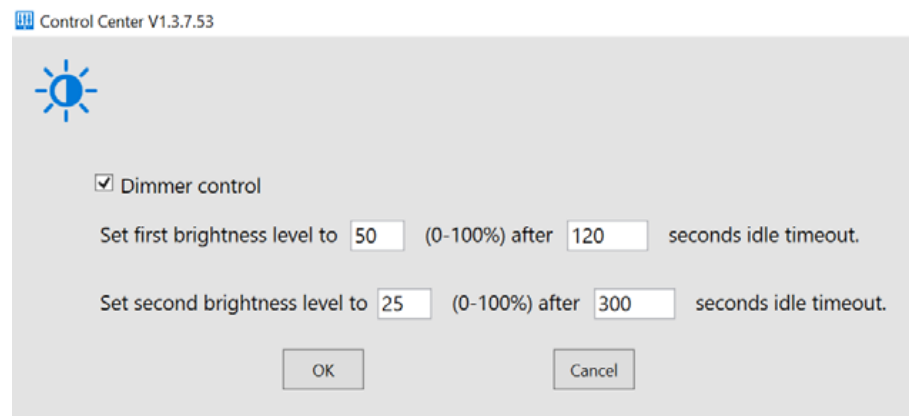 Control Center V1.3.7.53
Dimmer control
Set first brightness level to 50 (0-100%) after 120 seconds idle timeout.
Set second brightness level to 25 (0-100%) after 300 seconds idle timeout.
OK Cancel